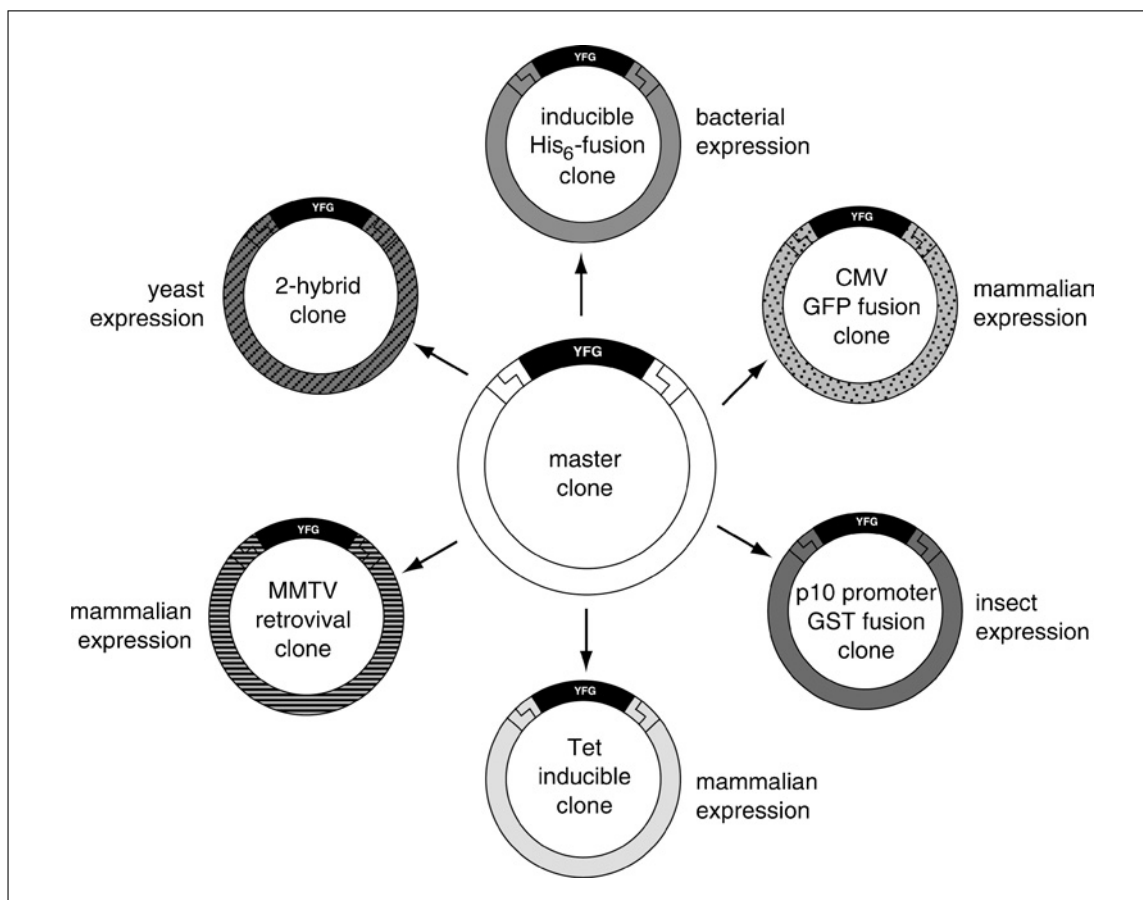 YFG
inducible
His6-fusion
clone
bacterial
expression
YFG
2-hybrid
clone
yeast
expression
YFG
CMV
GFP fusion
clone
mammalian
expression
YFG
master
clone
YFG
MMTV
retrovival
clone
mammalian
expression
YFG
p10 promoter
GST fusion
clone
insect
expression
YFG
Tet
inducible
clone
mammalian
expression